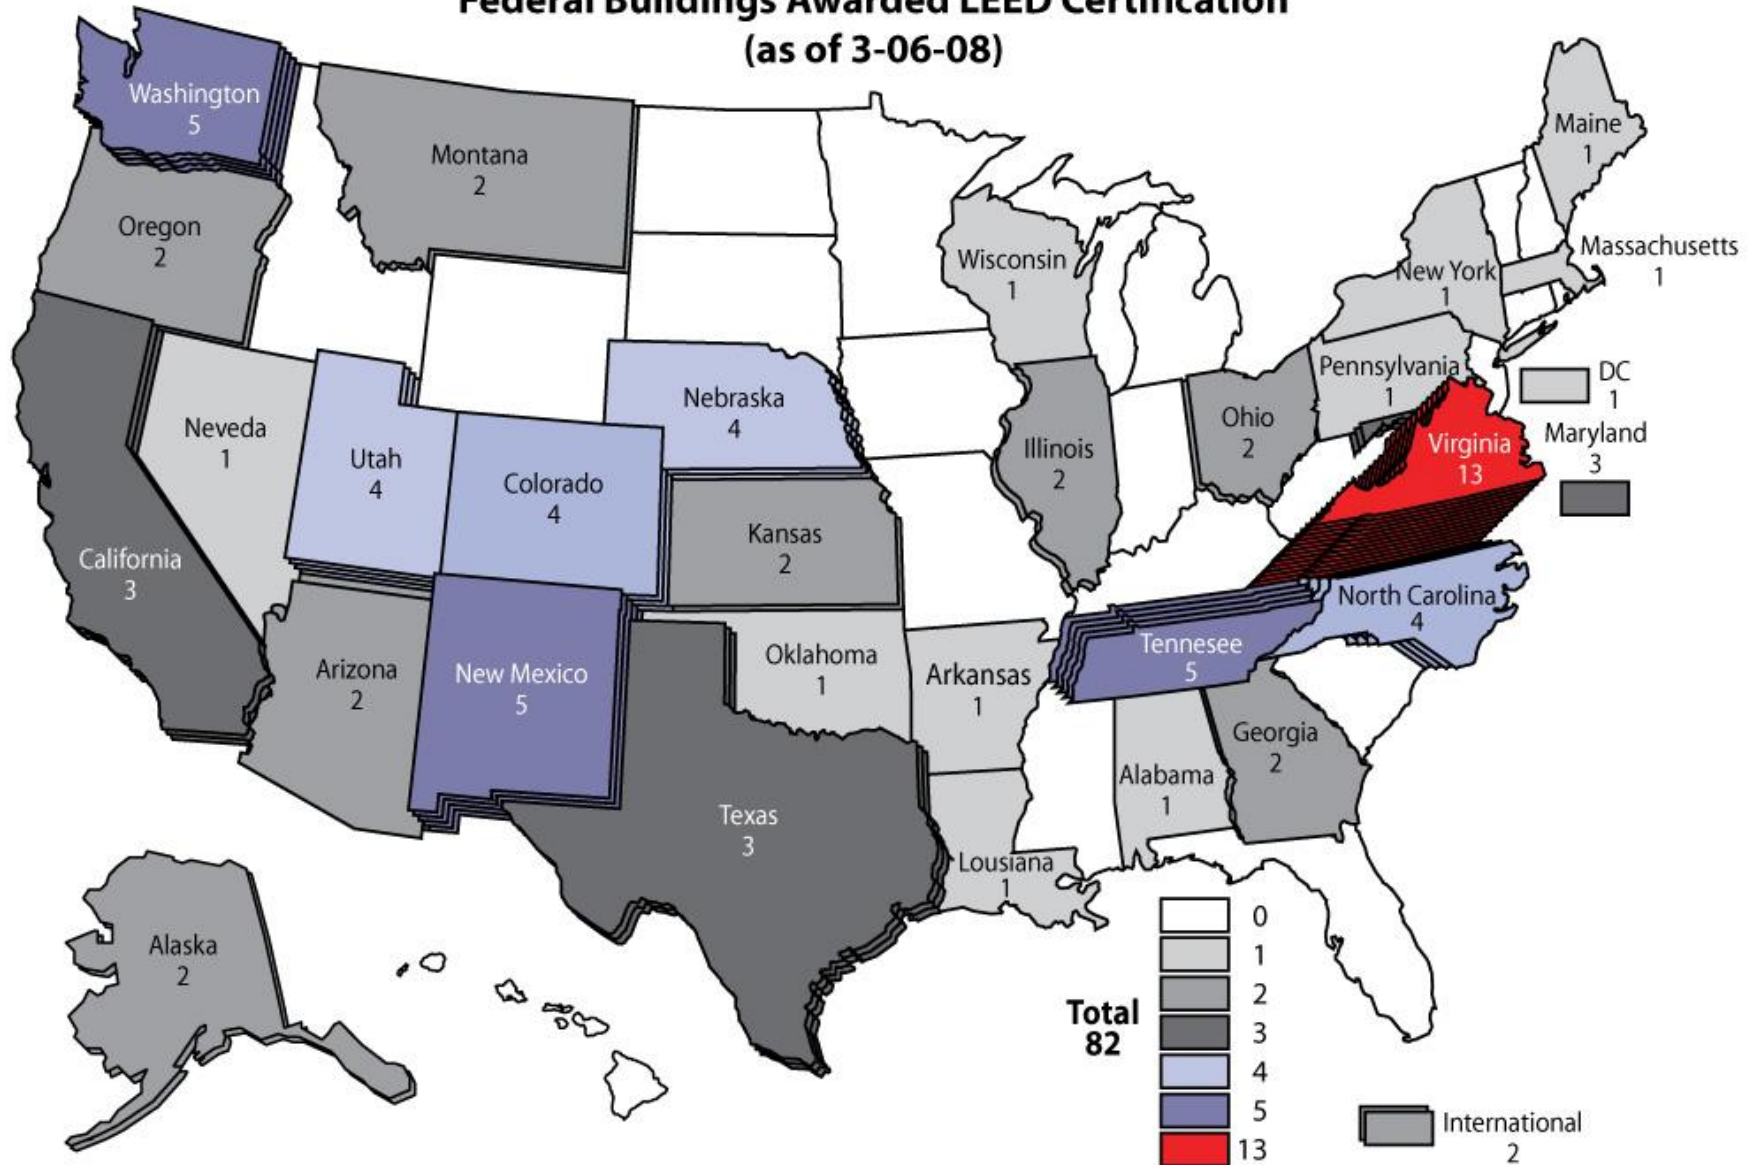 Federal Buildings Awarded LEED Certification
(as of 3-06-08)
Washington
5
Montana
2
Oregon
2
Maine
1
Wisconsin
1
New York
1
Massachusetts
1
Neveda
1
Utah
4
Colorado
4
Nebraska
4
Kansas
2
Illinois
2
Ohio
2
Pennsylvania
1
DC
1
Virginia
13
Maryland
3
California
3
Arizona
2
New Mexico
5
Oklahoma
1
Arkansas
1
Tennesee
5
North Carolina
4
Texas
3
Lousiana
1
Alabama
1
Georgia
2
Alaska
2
Total
82
0
1
2
3
4
5
13
International
2